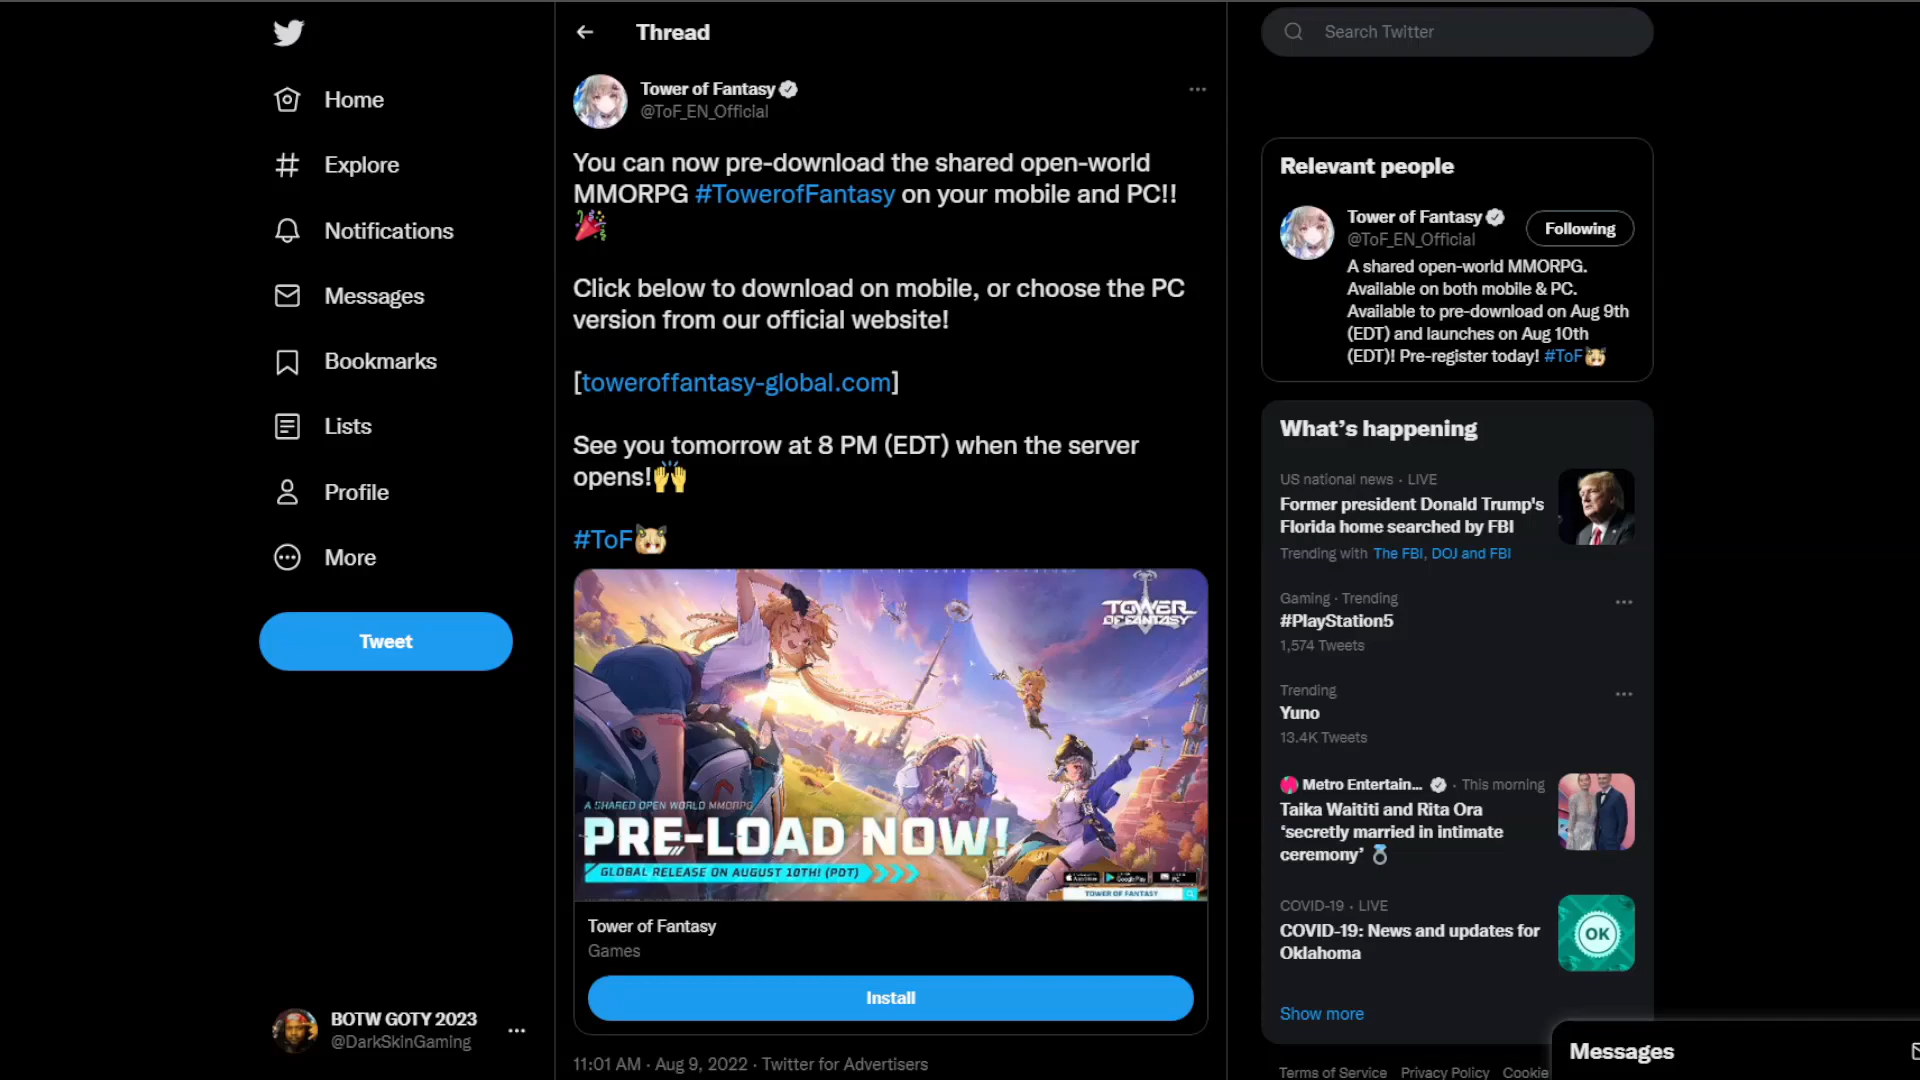 Home
Explore
Notifications
Messages
Bookmarks
Lists
Profile
More
Tweet
BOTW GOTY 2023
@DarkSkinGaming
Thread
Tower of Fantasy
@ToF_EN_Official
You can now pre-download the shared open-world
MMORPG #TowerofFantasy on your mobile and PC!!
🎉
Click below to download on mobile, or choose the PC
version from our official website!
[toweroffantasy-global.com]
See you tomorrow at 8 PM (EDT) when the server
opens!🙌
#ToF
TOWER
OF FANTASY
A SHARED OPEN WORLD MMORPG
PRE-LOAD NOW!
GLOBAL RELEASE ON AUGUST 10TH! (PDT)
App Store Google Play PC
TOWER OF FANTASY
Tower of Fantasy
Games
Install
11:01 AM · Aug 9, 2022 · Twitter for Advertisers
Search Twitter
Relevant people
Tower of Fantasy
@ToF_EN_Official
Following
A shared open-world MMORPG.
Available on both mobile & PC.
Available to pre-download on Aug 9th
(EDT) and launches on Aug 10th
(EDT)! Pre-register today! #ToF
What's happening
US national news · LIVE
Former president Donald Trump's
Florida home searched by FBI
Trending with The FBI, DOJ and FBI
Gaming · Trending
#PlayStation5
1,574 Tweets
Trending
Yuno
13.4K Tweets
Metro Entertain... · This morning
Taika Waititi and Rita Ora
‘secretly married in intimate
ceremony’ 💍
COVID-19 · LIVE
COVID-19: News and updates for
Oklahoma
OK
Show more
Terms of Service Privacy Policy Cookie
Messages